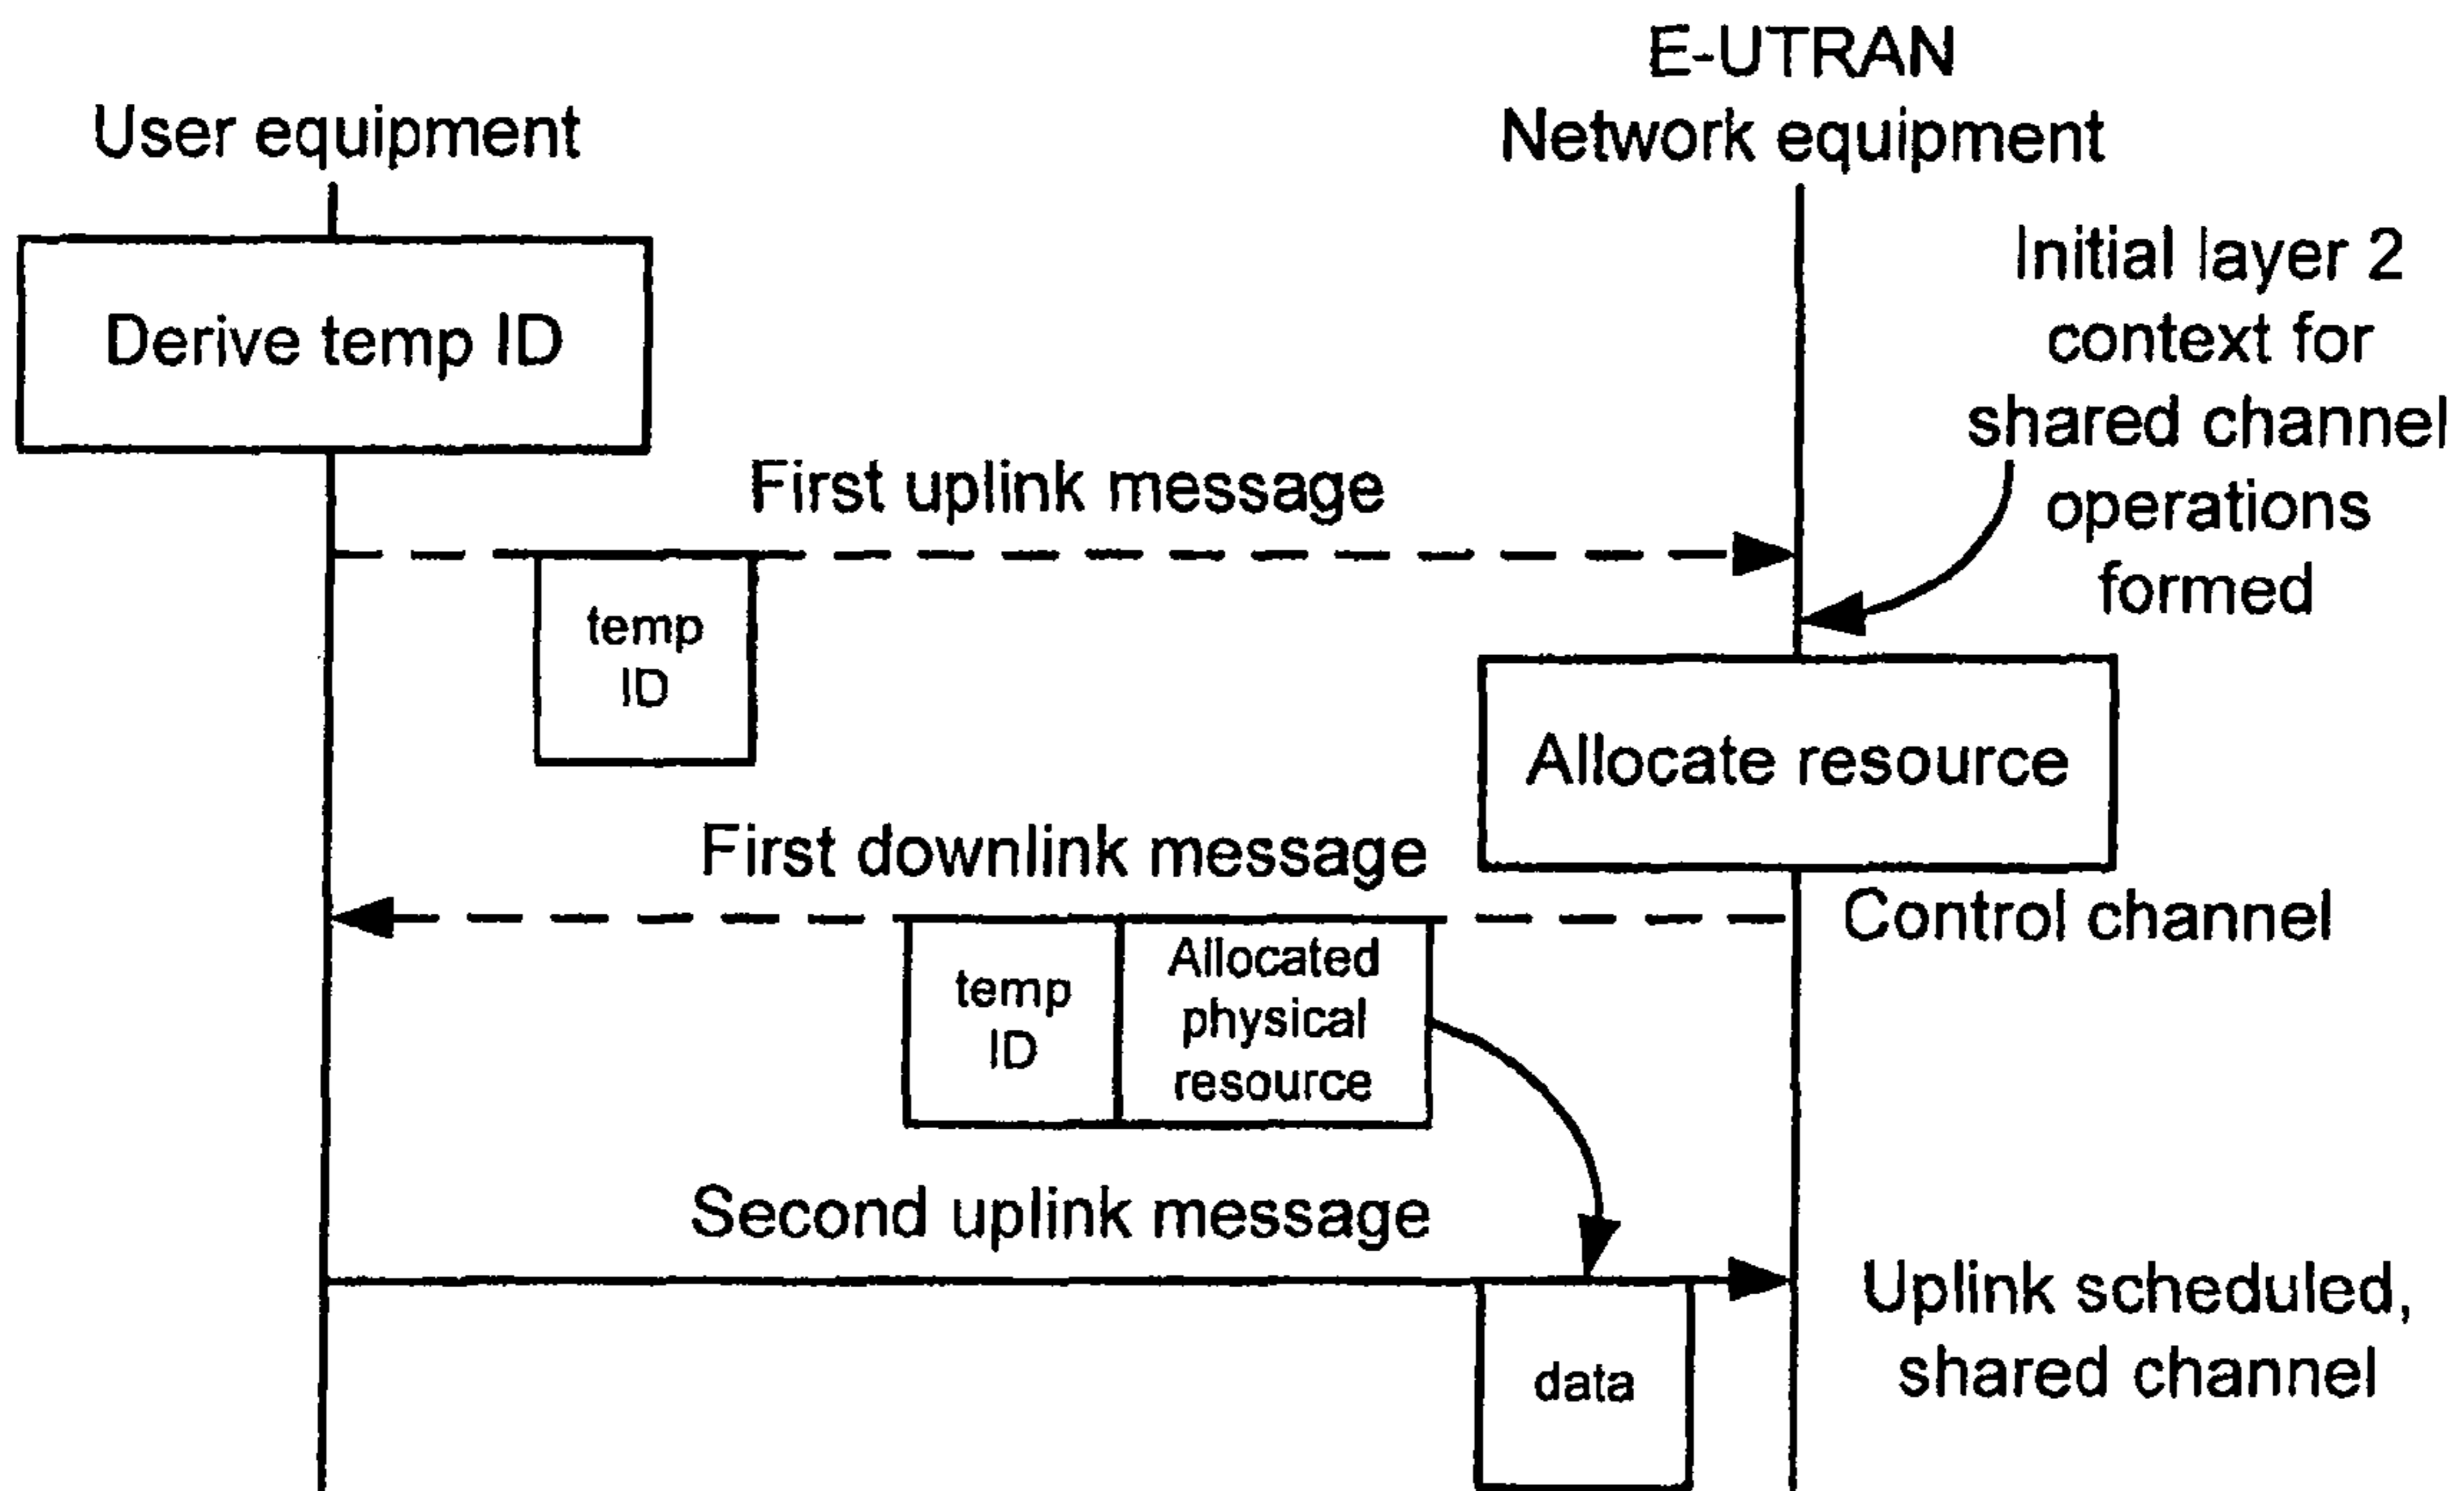 E-UTRAN
User equipment
Network equipment
Initial layer 2
context for
shared channel
operations
formed
Derive temp ID
First uplink message
temp
ID
Allocate resource
First downlink message
Control channel
temp
ID
Allocated
physical
resource
Second uplink message
Uplink scheduled,
shared channel
data